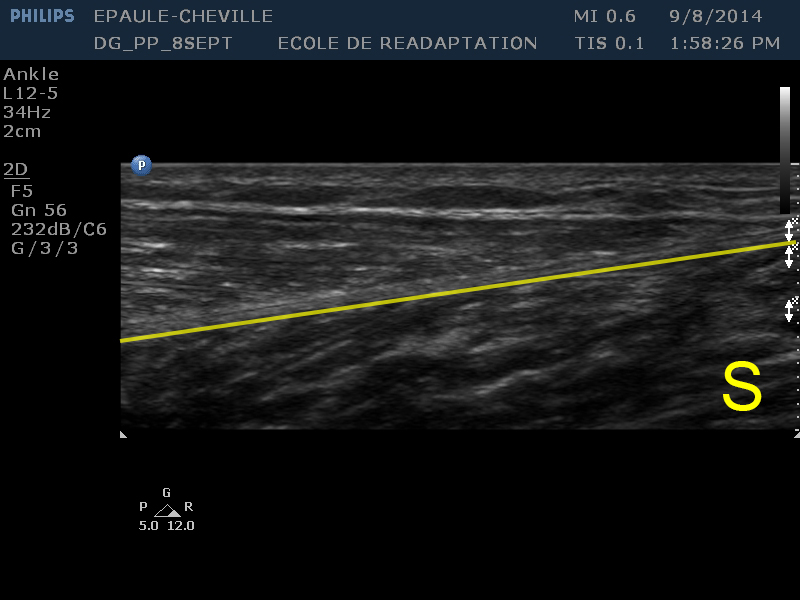 PHILIPS EPAULE-CHEVILLE MI 0.6 9/8/2014
DG_PP_8SEPT ECOLE DE READAPTATION TIS 0.1 1:58:26 PM
Ankle
L12-5
34Hz
2cm
2D
F5
Gn 56
232dB/C6
G/3/3
P
S
G
P R
5.0 12.0